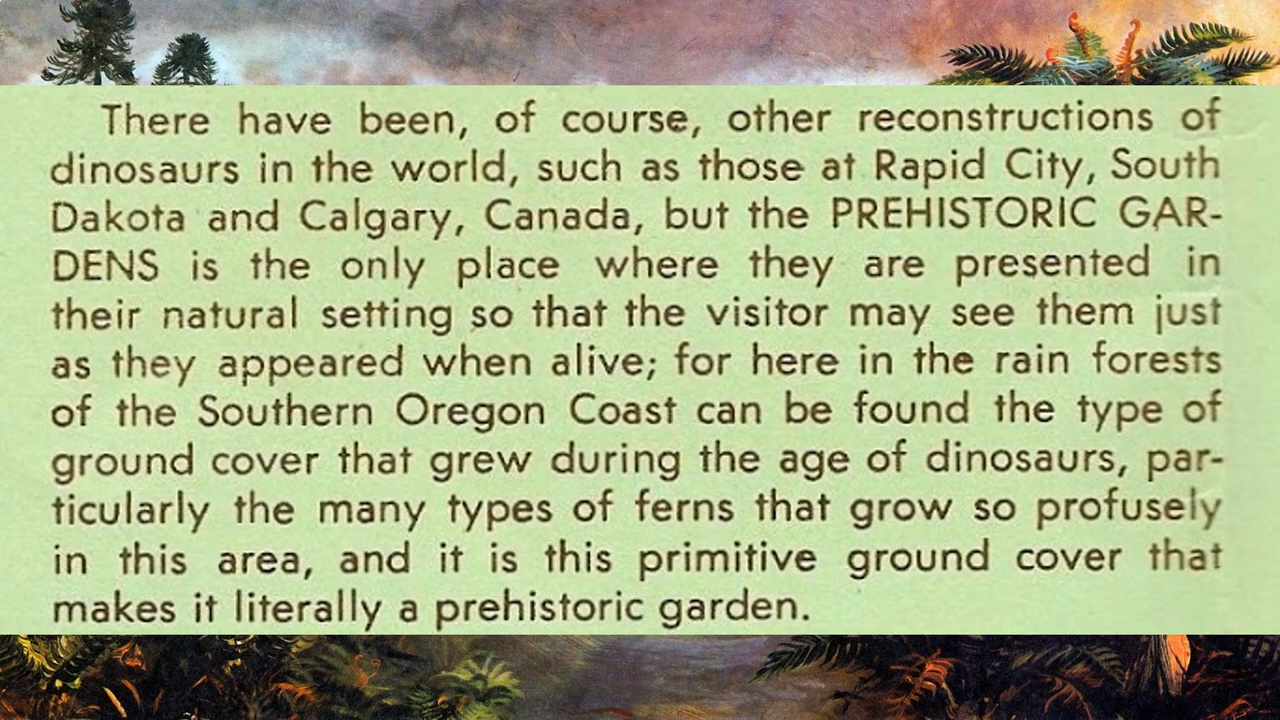 There have been, of course, other reconstructions of
dinosaurs in the world, such as those at Rapid City, South
Dakota and Calgary, Canada, but the PREHISTORIC GAR-
DENS is the only place where they are presented in
their natural setting so that the visitor may see them just
as they appeared when alive; for here in the rain forests
of the Southern Oregon Coast can be found the type of
ground cover that grew during the age of dinosaurs, par-
ticularly the many types of ferns that grow so profusely
in this area, and it is this primitive ground cover that
makes it literally a prehistoric garden.